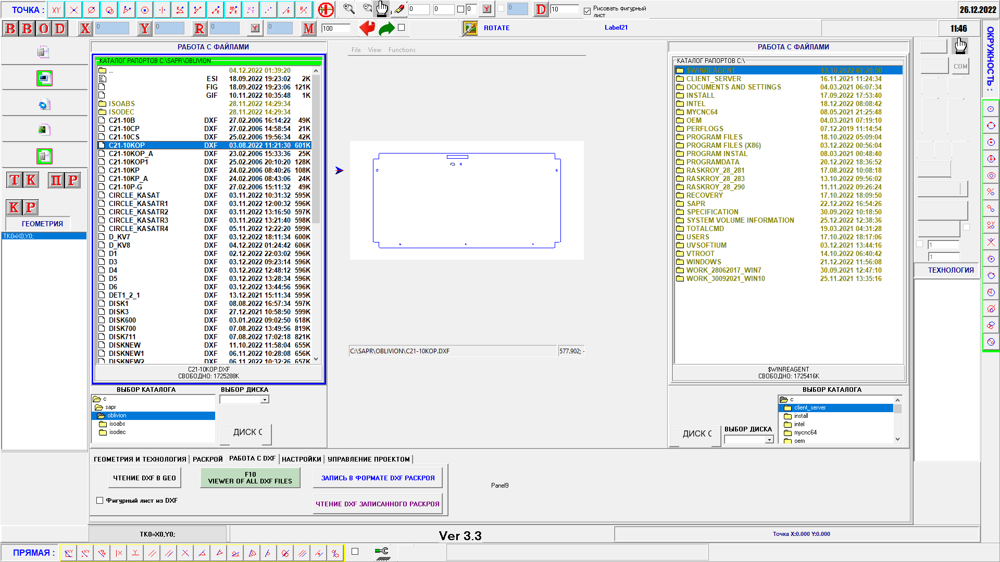 ТОЧКА :
XY
0
0
0
Y
0
D
10
Рисовать фигурный
лист
26.12.2022
B
B
O
D
X
0
Y
0
R
0
Y
0
M
100
ROTATE
Label21
11:46
РАБОТА С ФАЙЛАМИ
КАТАЛОГ РАПОРТОВ C:\SAPR\OBLIVION
.. 04.12.2022 01:39:20
ESI 18.09.2022 19:23:02 2K
FIG 18.09.2022 19:23:06 121K
GIF 10.11.2022 10:35:48 1K
ISOABS 28.11.2022 14:29:34
ISODEC 28.11.2022 14:29:34
C21-10B DXF 27.02.2006 16:14:22 49K
C21-10CP DXF 27.02.2006 14:58:54 21K
C21-10CS DXF 25.02.2006 19:56:34 42K
C21-10KOP DXF 03.08.2022 11:21:30 601K
C21-10KOP_A DXF 23.02.2006 15:33:36 25K
C21-10KOP1 DXF 25.02.2006 20:10:20 128K
C21-10KP DXF 24.02.2006 08:40:26 108K
C21-10KP_A DXF 24.02.2006 08:43:06 24K
C21-10P-G DXF 27.02.2006 15:11:32 49K
CIRCLE_KASAT DXF 03.11.2022 10:31:32 595K
CIRCLE_KASATR1 DXF 03.11.2022 12:00:32 596K
CIRCLE_KASATR2 DXF 03.11.2022 13:16:50 597K
CIRCLE_KASATR3 DXF 03.11.2022 13:21:40 598K
CIRCLE_KASATR4 DXF 05.11.2022 12:22:20 599K
D_KV7 DXF 03.12.2022 18:11:34 600K
D_KV8 DXF 04.12.2022 01:24:42 606K
D1 DXF 02.12.2022 22:03:02 596K
D3 DXF 03.12.2022 09:23:14 596K
D4 DXF 03.12.2022 12:48:12 596K
D5 DXF 03.12.2022 13:28:34 596K
D6 DXF 03.12.2022 13:44:56 596K
DET1_2_1 DXF 13.12.2021 15:11:34 595K
DISK1 DXF 08.08.2022 16:57:34 597K
DISK3 DXF 27.12.2021 10:58:50 599K
DISK600 DXF 03.01.2022 09:02:50 618K
DISK700 DXF 07.08.2022 13:49:56 819K
DISK711 DXF 07.08.2022 17:02:18 821K
DISKNEW DXF 11.10.2022 11:58:04 655K
DISKNEW1 DXF 06.11.2022 10:28:08 656K
DISKNEW2 DXF 06.11.2022 10:32:26 657K
C21-10KOP.DXF
СВОБОДНО: 1725288K
ВЫБОР КАТАЛОГА
ВЫБОР ДИСКА
c
sapr
oblivion
isoabs
isodec
ДИСК C
File View Functions
C:\SAPR\OBLIVION\C21-10KOP.DXF
577.902; -
РАБОТА С ФАЙЛАМИ
КАТАЛОГ РАПОРТОВ C:\
$WINREAGENT 13.10.2022 07:28:50
CLIENT_SERVER 16.11.2021 11:24:34
DOCUMENTS AND SETTINGS 04.03.2021 06:07:34
INSTALL 17.09.2022 17:53:40
INTEL 18.12.2022 08:08:42
MYCNC64 08.05.2021 21:25:48
OEM 04.03.2021 07:19:10
PERFLOGS 07.12.2019 11:14:54
PROGRAM FILES 18.10.2022 05:09:04
PROGRAM FILES (X86) 03.12.2022 00:56:04
PROGRAM INSTAL 08.03.2021 00:48:40
PROGRAMDATA 20.12.2022 18:36:52
RASKROY_28_281 17.08.2022 10:08:18
RASKROY_28_283 13.10.2022 09:56:02
RASKROY_28_290 11.11.2022 09:26:24
RECOVERY 17.10.2022 18:09:50
SAPR 22.12.2022 16:54:26
SPECIFICATION 30.09.2022 10:18:50
SYSTEM VOLUME INFORMATION 25.12.2022 12:38:36
TOTALCMD 19.03.2021 04:31:28
USERS 17.10.2022 18:17:06
UVSOFTIUM 03.12.2021 13:44:16
VTROOT 14.10.2022 06:40:42
WINDOWS 21.12.2022 11:56:08
WORK_28062017_WIN7 30.09.2021 12:47:10
WORK_30092021_WIN10 25.11.2021 13:35:16
$WINREAGENT
СВОБОДНО: 1725416K
ВЫБОР КАТАЛОГА
c
client_server
install
intel
mycnc64
oem
ДИСК C
ВЫБОР ДИСКА
ТК
ПР
КР
ГЕОМЕТРИЯ
TK0=X0,Y0;
COM
1
1
ТЕХНОЛОГИЯ
ОКРУЖНОСТЬ :
ГЕОМЕТРИЯ И ТЕХНОЛОГИЯ
РАСКРОЙ
РАБОТА С DXF
НАСТРОЙКИ
УПРАВЛЕНИЕ ПРОЕКТОМ
ЧТЕНИЕ DXF В GEO
F10
VIEWER OF ALL DXF FILES
ЗАПИСЬ В ФОРМАТЕ DXF РАСКРОЯ
Фигурный лист из DXF
ЧТЕНИЕ DXF ЗАПИСАННОГО РАСКРОЯ
Panel9
TK0=X0,Y0;
Ver 3.3
Точка X:0.000 Y:0.000
ПРЯМАЯ :